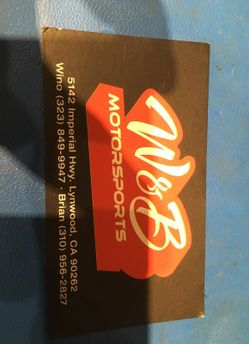 W&B
MOTORSPORTS
5142 Imperial Hwy. Lynwood, CA 90262
Wino (323) 849-9947 · Brian (310) 956-2827